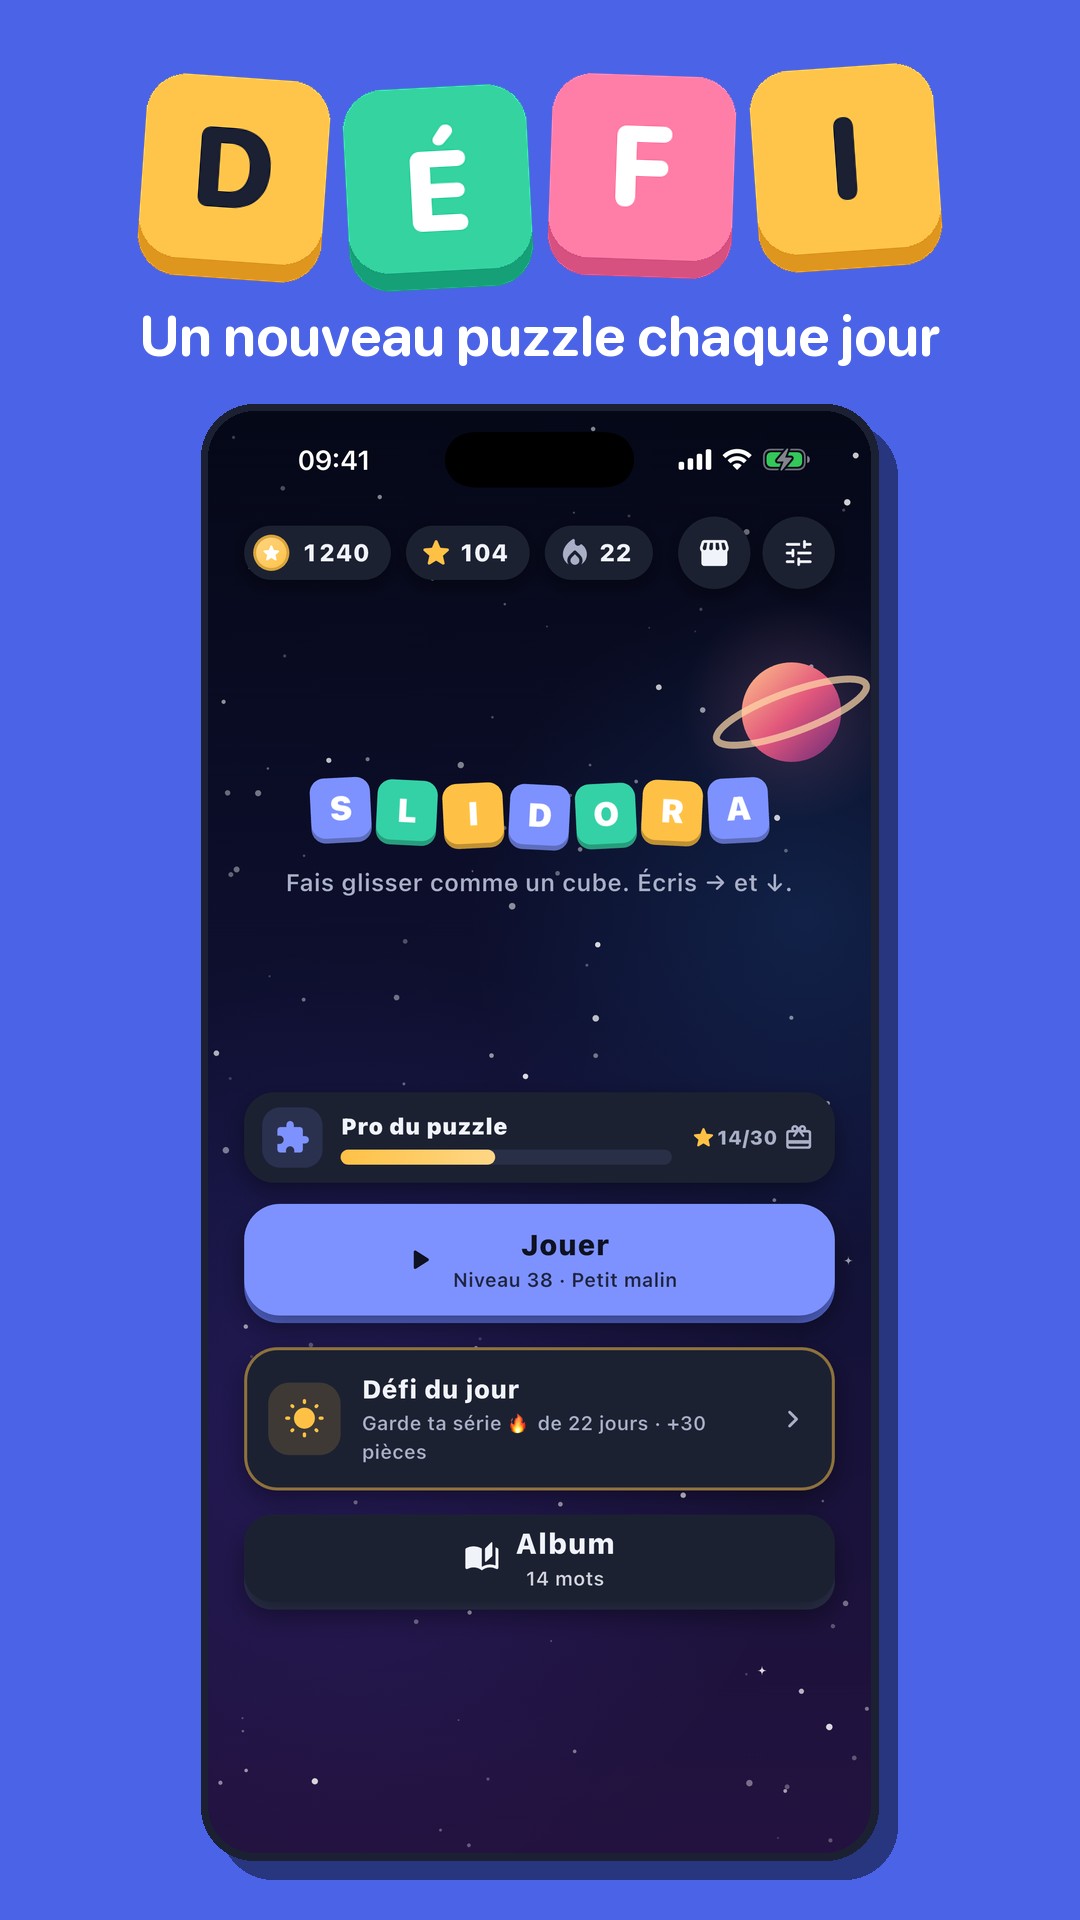 DÉFI
Un nouveau puzzle chaque jour
09:41
1240 104 22
SLIDORA
Fais glisser comme un cube. Écris → et ↓.
Pro du puzzle
14/30
Jouer
Niveau 38 · Petit malin
Défi du jour
Garde ta série 🔥 de 22 jours · +30
pièces
Album
14 mots